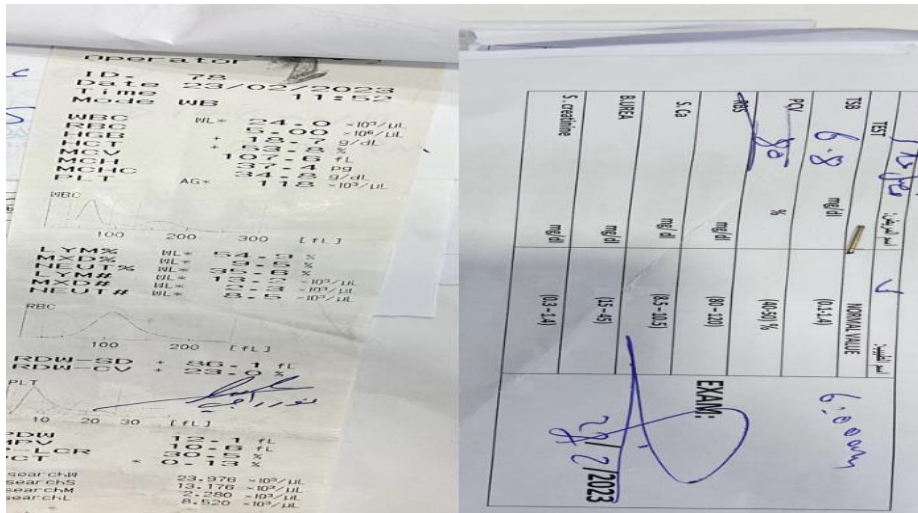 Operator
ID. 78
Date 23/02/2023
Time 11:52
Mode WB
WBC WL* 24.0 ×10³/µL
RBC 5.00 ×10⁶/µL
HGB + 18.7 g/dL
HCT + 53.8 %
MCV 107.6 fL
MCH 37.4 pg
MCHC 34.8 g/dL
PLT AG* 118 ×10³/µL
WBC
100 200 300 [fL]
LYM% WL* 54.9 %
MXD% WL* 9.5 %
NEUT% WL* 35.6 %
LYM# WL* 13.2 ×10³/µL
MXD# WL* 2.3 ×10³/µL
NEUT# WL* 8.5 ×10³/µL
RBC
100 200 [fL]
RDW-SD + 86.1 fL
RDW-CV + 23.0 %
PLT
10 20 30 [fL]
PDW 12.1 fL
MPV 10.6 fL
P-LCR 30.5 %
PCT * 0.13 %
searchW 23.976 ×10³/µL
searchS 13.176 ×10³/µL
searchM 2.280 ×10³/µL
searchL 8.520 ×10³/µL
اسم المريض:
TEST NORMAL VALUE
TSB 6.8 mg/dl (0.1-1.4)
PCV % (40-50) %
RBS mg/dl (80 – 120)
S. Ca mg/dl (8.5 – 10.5)
B.UREA mg/dl (15 –45)
S . creatinine mg/dl (0.3 –1.4)
EXAM:
/2/2023